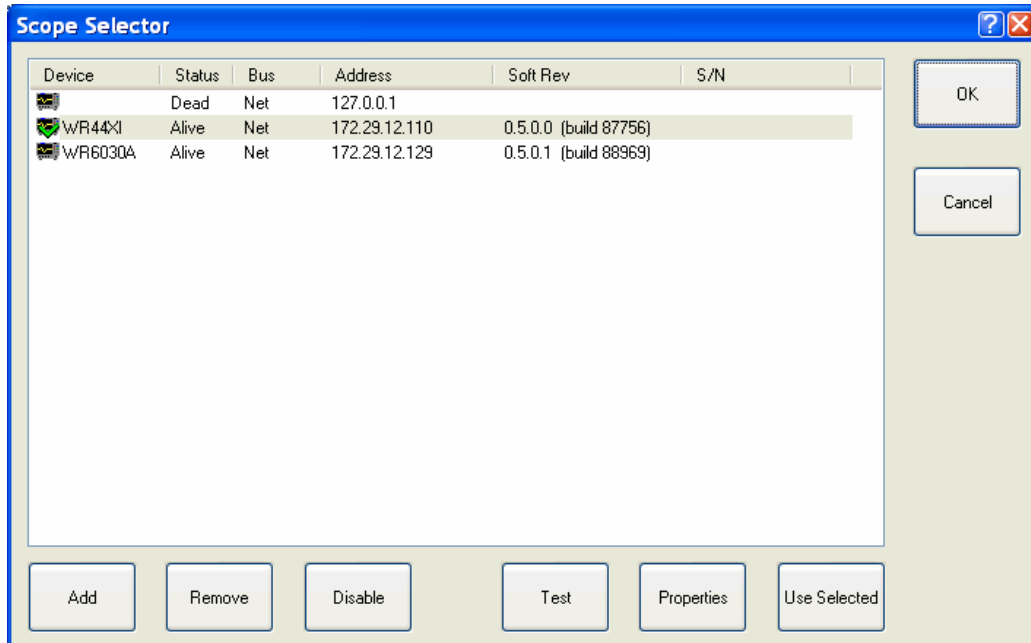 Scope Selector
Device Status Bus Address Soft Rev S/N
Dead Net 127.0.0.1
WR44XI Alive Net 172.29.12.110 0.5.0.0 (build 87756)
WR6030A Alive Net 172.29.12.129 0.5.0.1 (build 88969)
OK
Cancel
Add Remove Disable Test Properties Use Selected